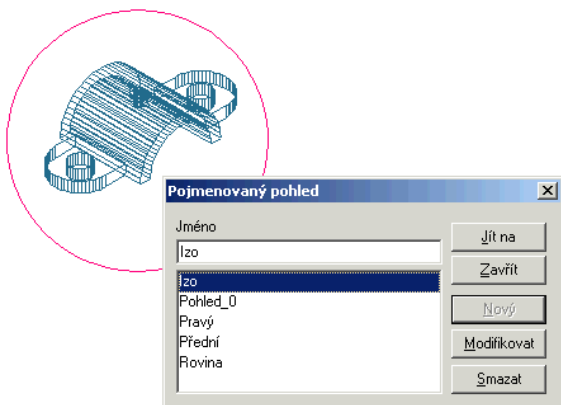 Pojmenovaný pohled
Jméno
Izo
Jít na
Zavřít
Izo
Pohled_0
Pravý
Přední
Rovina
Nový
Modifikovat
Smazat